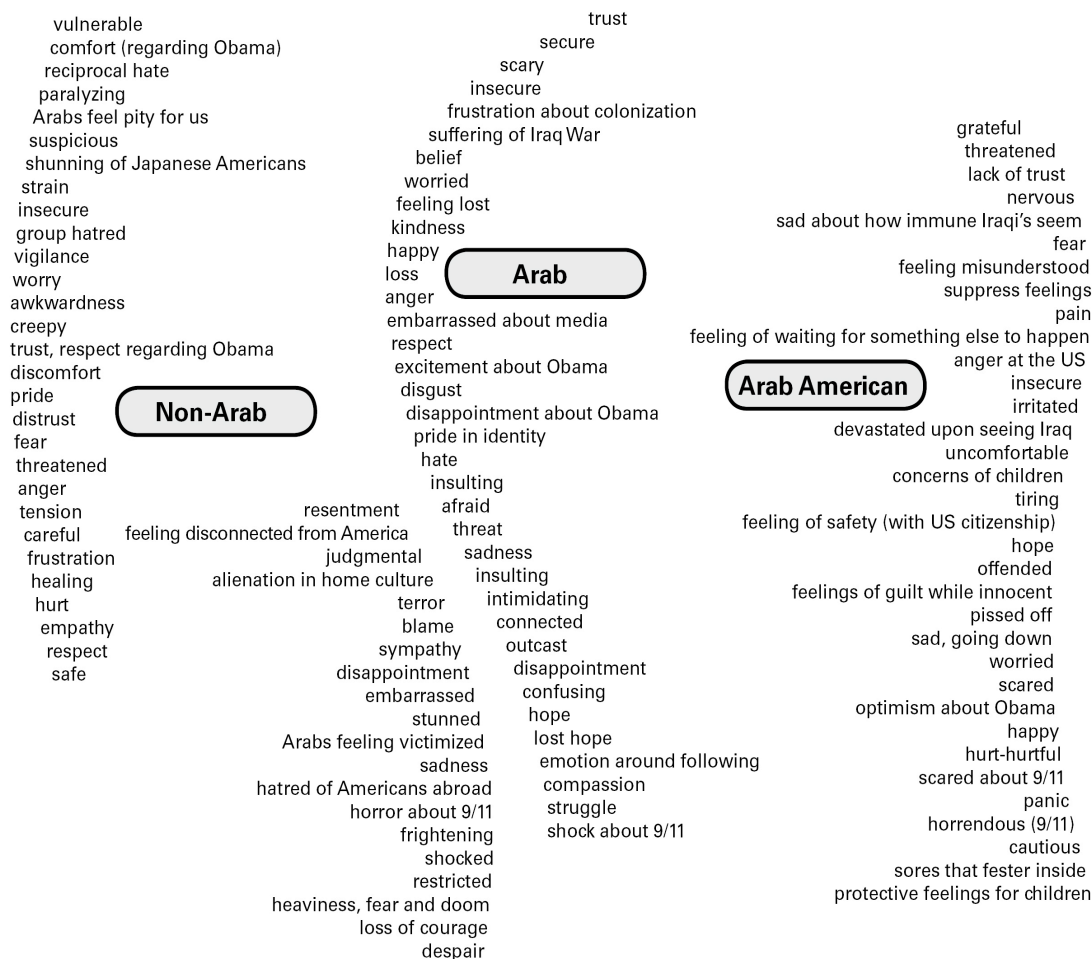 vulnerable
comfort (regarding Obama)
reciprocal hate
paralyzing
Arabs feel pity for us
suspicious
shunning of Japanese Americans
strain
insecure
group hatred
vigilance
worry
awkwardness
creepy
trust, respect regarding Obama
discomfort
pride
distrust
fear
threatened
anger
tension
careful
frustration
healing
hurt
empathy
respect
safe
Non-Arab
resentment
feeling disconnected from America
judgmental
alienation in home culture
terror
blame
sympathy
disappointment
embarrassed
stunned
Arabs feeling victimized
sadness
hatred of Americans abroad
horror about 9/11
frightening
shocked
restricted
heaviness, fear and doom
loss of courage
despair
trust
secure
scary
insecure
frustration about colonization
suffering of Iraq War
belief
worried
feeling lost
kindness
happy
loss
anger
embarrassed about media
respect
excitement about Obama
disgust
disappointment about Obama
pride in identity
hate
insulting
afraid
threat
sadness
insulting
intimidating
connected
outcast
disappointment
confusing
hope
lost hope
emotion around following
compassion
struggle
shock about 9/11
Arab
grateful
threatened
lack of trust
nervous
sad about how immune Iraqi's seem
fear
feeling misunderstood
suppress feelings
pain
feeling of waiting for something else to happen
anger at the US
insecure
irritated
devastated upon seeing Iraq
uncomfortable
concerns of children
tiring
feeling of safety (with US citizenship)
hope
offended
feelings of guilt while innocent
pissed off
sad, going down
worried
scared
optimism about Obama
happy
hurt-hurtful
scared about 9/11
panic
horrendous (9/11)
cautious
sores that fester inside
protective feelings for children
Arab American